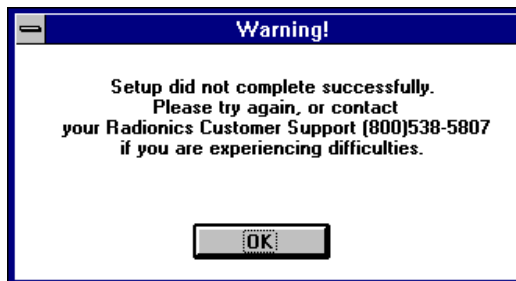 Warning!
Setup did not complete successfully.
Please try again, or contact
your Radionics Customer Support (800)538-5807
if you are experiencing difficulties.
OK